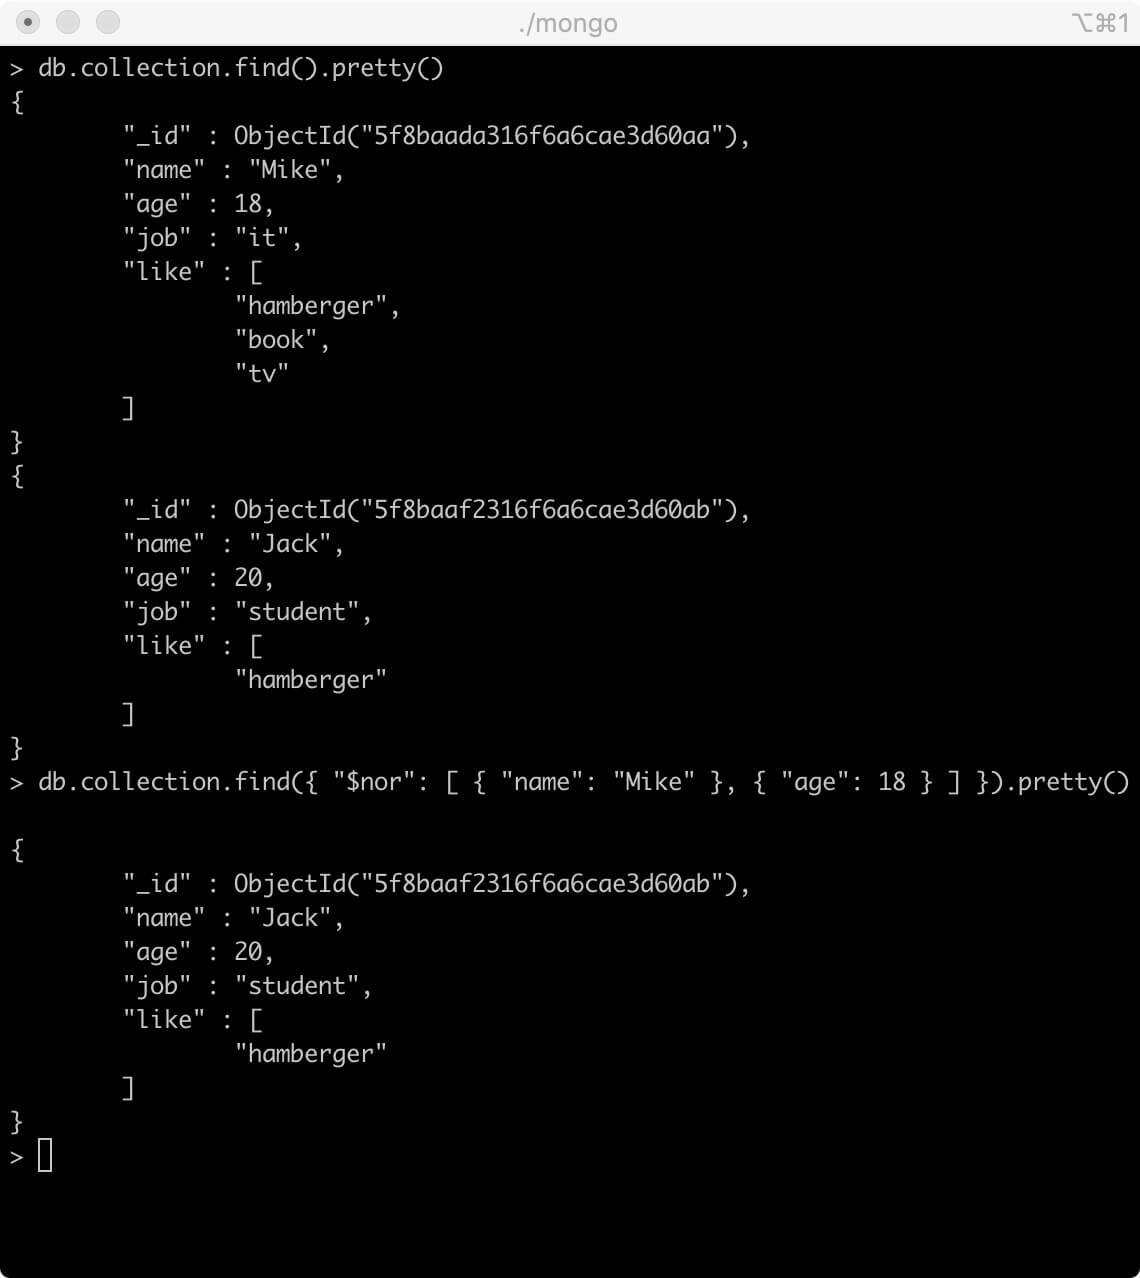 ./mongo
⌥⌘1
> db.collection.find().pretty()
{
"_id" : ObjectId("5f8baada316f6a6cae3d60aa"),
"name" : "Mike",
"age" : 18,
"job" : "it",
"like" : [
"hamberger",
"book",
"tv"
]
}
{
"_id" : ObjectId("5f8baaf2316f6a6cae3d60ab"),
"name" : "Jack",
"age" : 20,
"job" : "student",
"like" : [
"hamberger"
]
}
> db.collection.find({ "$nor": [ { "name": "Mike" }, { "age": 18 } ] }).pretty()
{
"_id" : ObjectId("5f8baaf2316f6a6cae3d60ab"),
"name" : "Jack",
"age" : 20,
"job" : "student",
"like" : [
"hamberger"
]
}
>